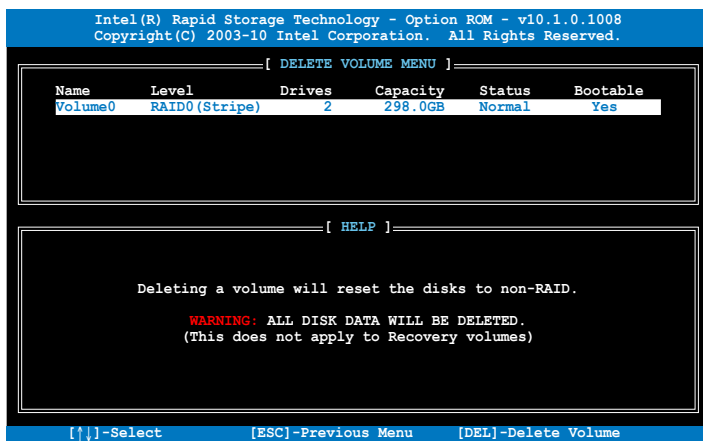 Intel(R) Rapid Storage Technology - Option ROM - v10.1.0.1008
Copyright(C) 2003-10 Intel Corporation. All Rights Reserved.
[ DELETE VOLUME MENU ]
Name Level Drives Capacity Status Bootable
Volume0 RAID0(Stripe) 2 298.0GB Normal Yes
[ HELP ]
Deleting a volume will reset the disks to non-RAID.
WARNING: ALL DISK DATA WILL BE DELETED.
(This does not apply to Recovery volumes)
[↑↓]-Select [ESC]-Previous Menu [DEL]-Delete Volume